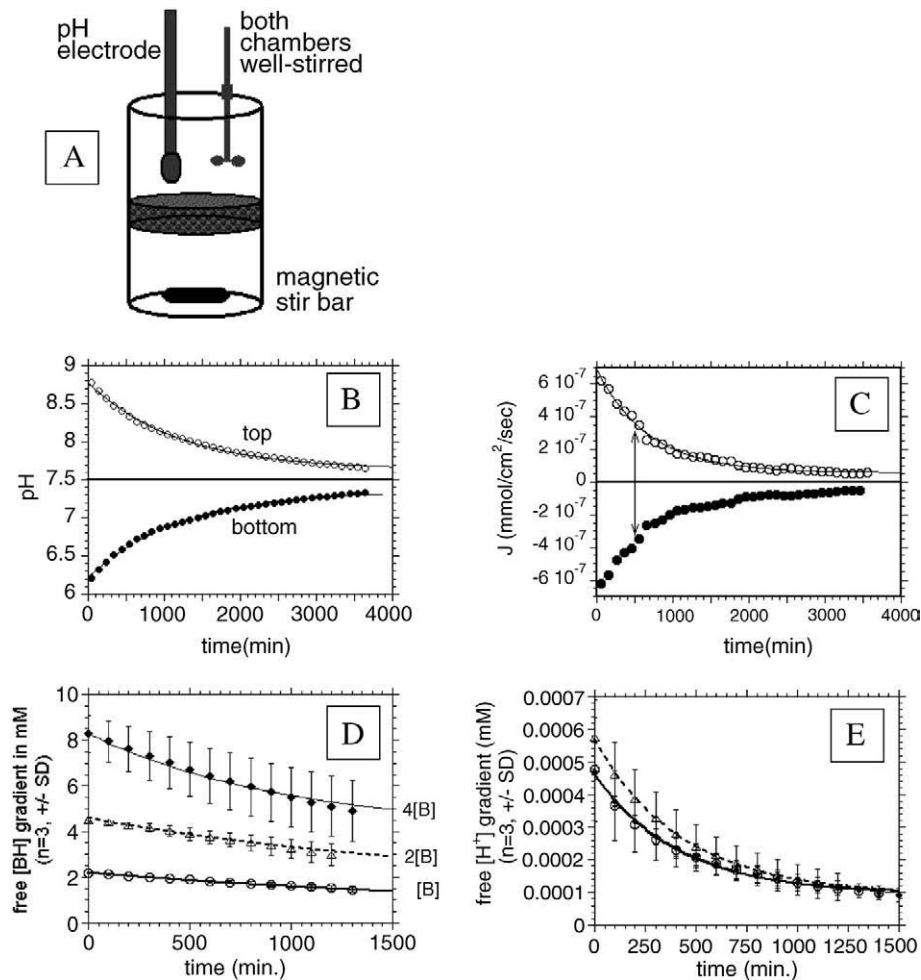 pH
electrode
both
chambers
well-stirred
A
magnetic
stir bar
9
8.5
8
7.5
7
6.5
6
pH
B
top
bottom
0 1000 2000 3000 4000
time(min)
6 10⁻⁷
4 10⁻⁷
2 10⁻⁷
0
-2 10⁻⁷
-4 10⁻⁷
-6 10⁻⁷
J (mmol/cm²/sec)
C
0 1000 2000 3000 4000
time(min)
10
8
6
4
2
0
free [BH] gradient in mM
(n=3, +/- SD)
D
4[B]
2[B]
[B]
0 500 1000 1500
time (min.)
0.0007
0.0006
0.0005
0.0004
0.0003
0.0002
0.0001
0
free [H⁺] gradient (mM)
(n=3, +/- SD)
E
0 250 500 750 1000 1250 1500
time (min.)